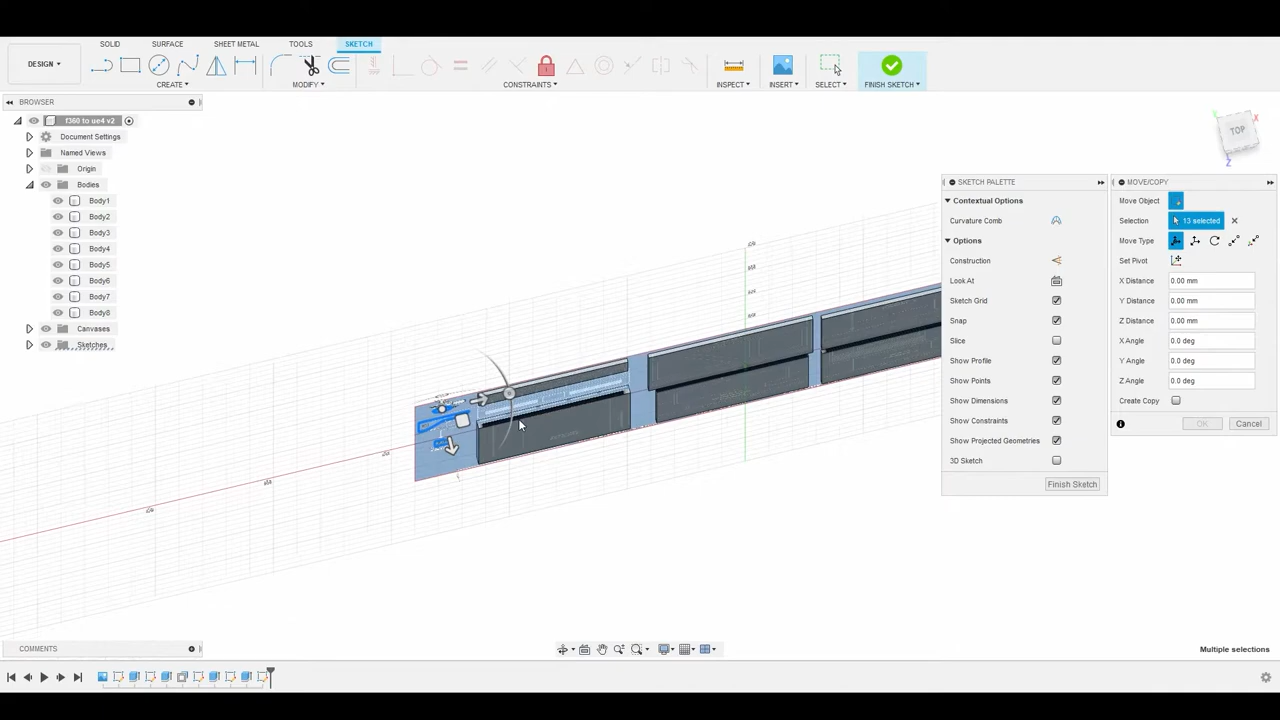 SOLID SURFACE SHEET METAL TOOLS SKETCH
DESIGN
CREATE MODIFY CONSTRAINTS INSPECT INSERT SELECT FINISH SKETCH
BROWSER
f360 to ue4 v2
Document Settings
Named Views
Origin
Bodies
Body1
Body2
Body3
Body4
Body5
Body6
Body7
Body8
Canvases
Sketches
TOP
SKETCH PALETTE
Contextual Options
Curvature Comb
Options
Construction
Look At
Sketch Grid
Snap
Slice
Show Profile
Show Points
Show Dimensions
Show Constraints
Show Projected Geometries
3D Sketch
Finish Sketch
MOVE/COPY
Move Object
Selection 13 selected
Move Type
Set Pivot
X Distance 0.00 mm
Y Distance 0.00 mm
Z Distance 0.00 mm
X Angle 0.0 deg
Y Angle 0.0 deg
Z Angle 0.0 deg
Create Copy
OK Cancel
COMMENTS
Multiple selections